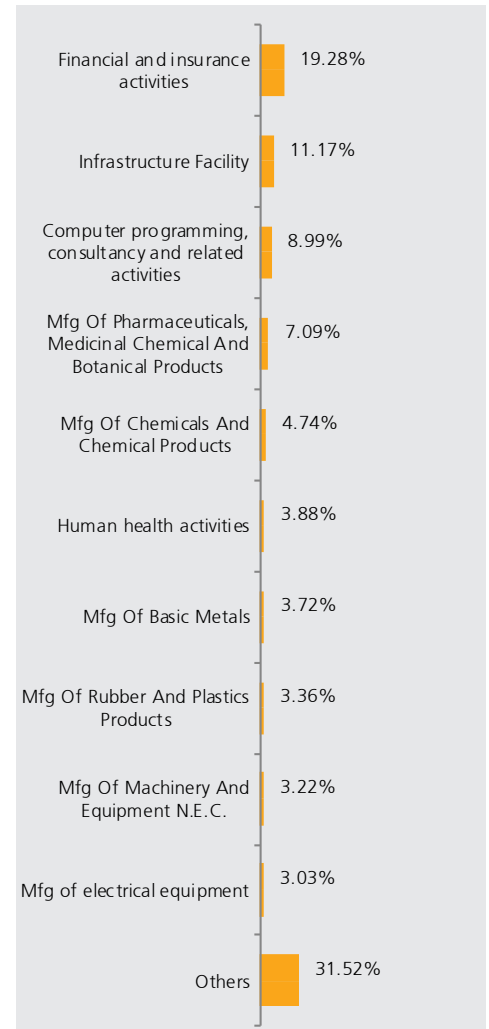 Financial and insurance
activities
19.28%
Infrastructure Facility
11.17%
Computer programming,
consultancy and related
activities
8.99%
Mfg Of Pharmaceuticals,
Medicinal Chemical And
Botanical Products
7.09%
Mfg Of Chemicals And
Chemical Products
4.74%
Human health activities
3.88%
Mfg Of Basic Metals
3.72%
Mfg Of Rubber And Plastics
Products
3.36%
Mfg Of Machinery And
Equipment N.E.C.
3.22%
Mfg of electrical equipment
3.03%
Others
31.52%